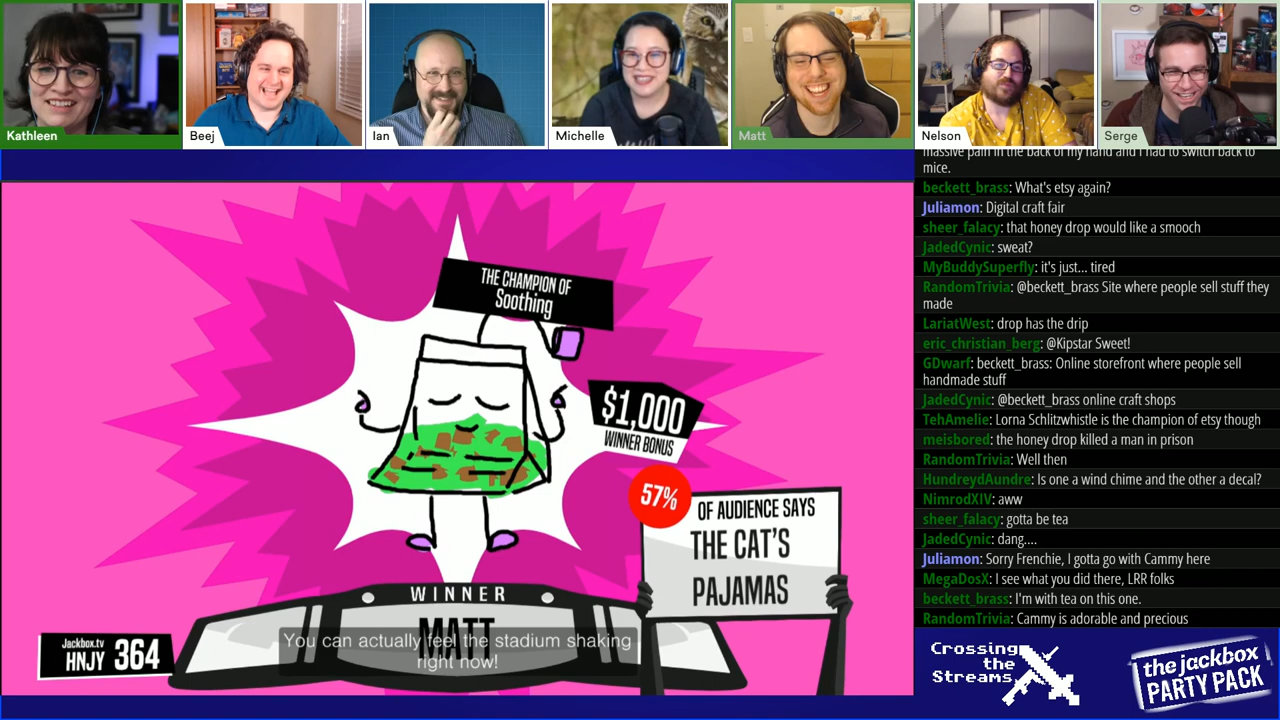 Kathleen
Beej
Ian
Michelle
Matt
Nelson
Serge
massive pain in the back of my hand and I had to switch back to
mice.
beckett_brass: What's etsy again?
Juliamon: Digital craft fair
sheer_falacy: that honey drop would like a smooch
JadedCynic: sweat?
MyBuddySuperfly: it's just... tired
RandomTrivia: @beckett_brass Site where people sell stuff they
made
LariatWest: drop has the drip
eric_christian_berg: @Kipstar Sweet!
GDwarf: beckett_brass: Online storefront where people sell
handmade stuff
JadedCynic: @beckett_brass online craft shops
TehAmelie: Lorna Schlitzwhistle is the champion of etsy though
meisbored: the honey drop killed a man in prison
RandomTrivia: Well then
HundreydAundre: Is one a wind chime and the other a decal?
NimrodXIV: aww
sheer_falacy: gotta be tea
JadedCynic: dang....
Juliamon: Sorry Frenchie, I gotta go with Cammy here
MegaDosX: I see what you did there, LRR folks
beckett_brass: I'm with tea on this one.
RandomTrivia: Cammy is adorable and precious
THE CHAMPION OF
Soothing
$1,000
WINNER BONUS
57%
OF AUDIENCE SAYS
THE CAT'S
PAJAMAS
WINNER
MATT
You can actually feel the stadium shaking
right now!
Jackbox.tv
HNJY 364
Crossing
the
Streams
the jackbox
PARTY PACK